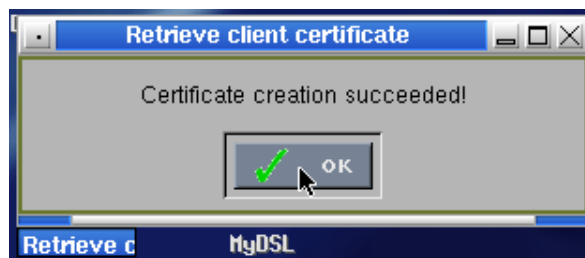 Retrieve client certificate
Certificate creation succeeded!
OK
Retrieve c
MyDSL